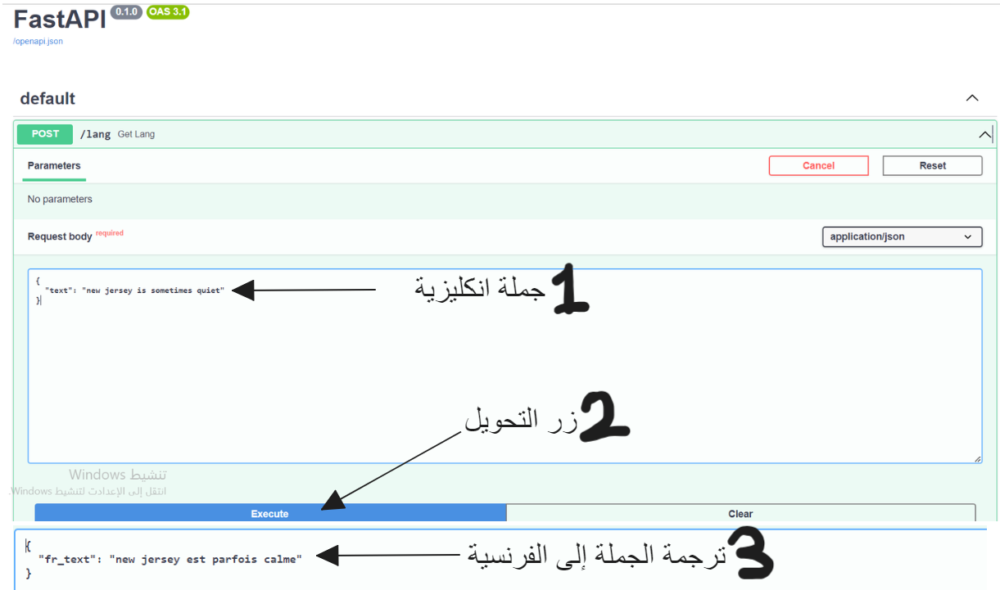 FastAPI 0.1.0 OAS 3.1
/openapi.json
default
POST /lang Get Lang
Parameters Cancel Reset
No parameters
Request body required application/json
{
"text": "new jersey is sometimes quiet"
}
1 جملة انكليزية
2 زر التحويل
تنشيط Windows
انتقل إلى الإعدادت لتنشيط Windows.
Execute Clear
{
"fr_text": "new jersey est parfois calme"
}
3 ترجمة الجملة إلى الفرنسية